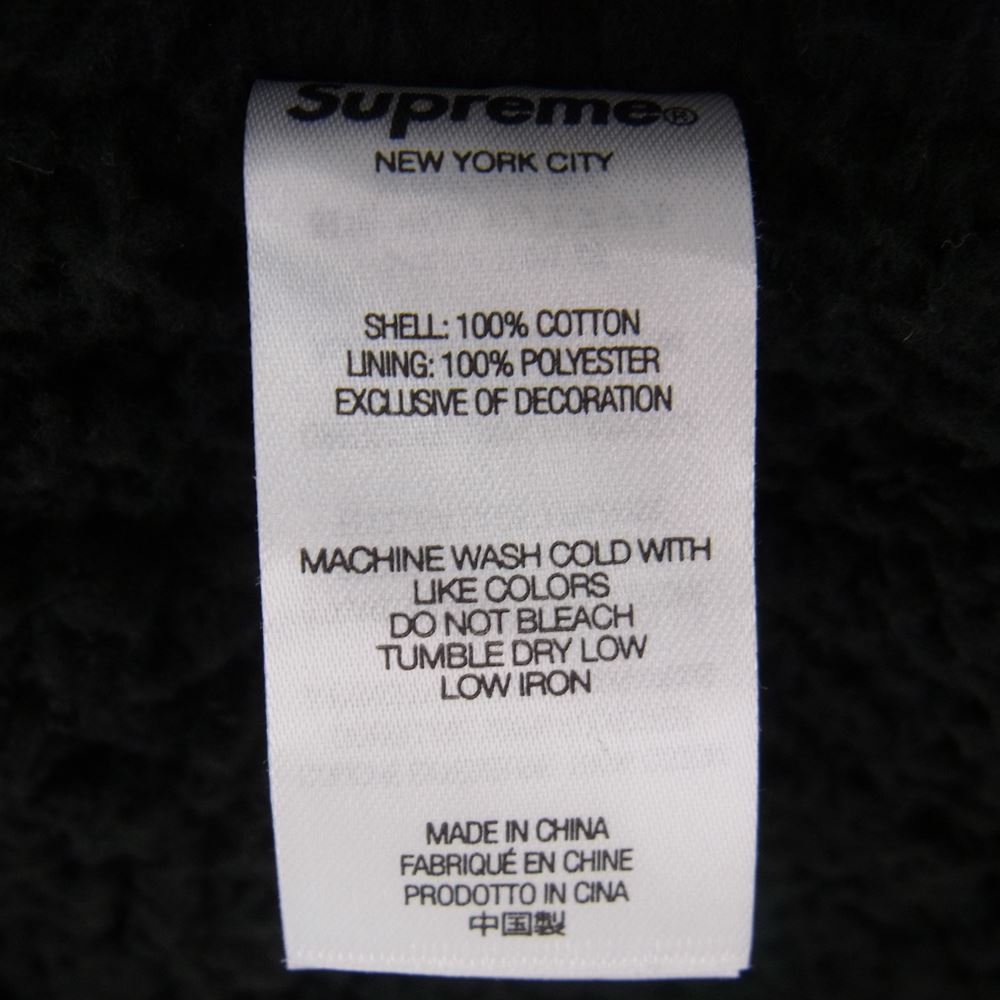 Supreme®
NEW YORK CITY
SHELL: 100% COTTON
LINING: 100% POLYESTER
EXCLUSIVE OF DECORATION
MACHINE WASH COLD WITH
LIKE COLORS
DO NOT BLEACH
TUMBLE DRY LOW
LOW IRON
MADE IN CHINA
FABRIQUÉ EN CHINE
PRODOTTO IN CINA
中国製